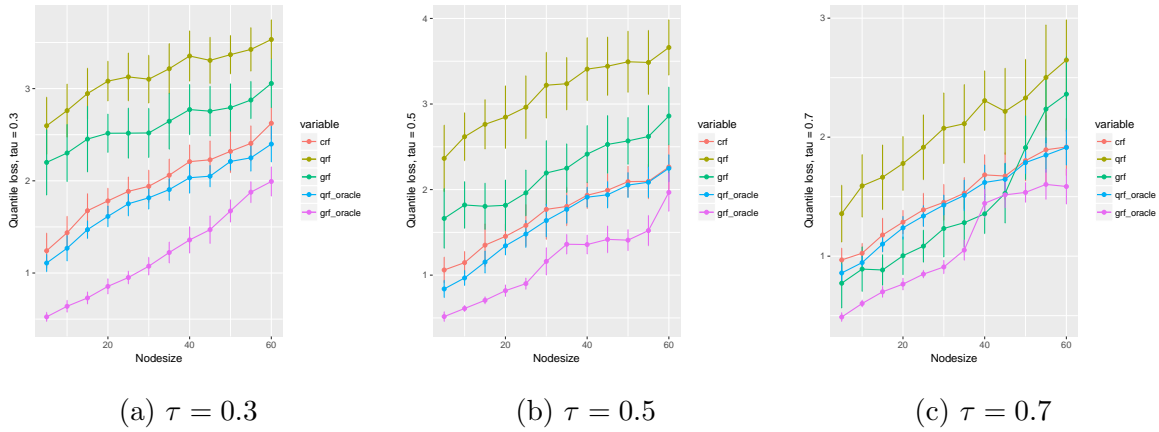 Quantile loss, tau = 0.3
3
2
1
20
40
60
Nodesize
variable
crf
qrf
grf
qrf_oracle
grf_oracle
(a) τ = 0.3
Quantile loss, tau = 0.5
4
3
2
1
20
40
60
Nodesize
variable
crf
qrf
grf
qrf_oracle
grf_oracle
(b) τ = 0.5
Quantile loss, tau = 0.7
3
2
1
20
40
60
Nodesize
variable
crf
qrf
grf
qrf_oracle
grf_oracle
(c) τ = 0.7